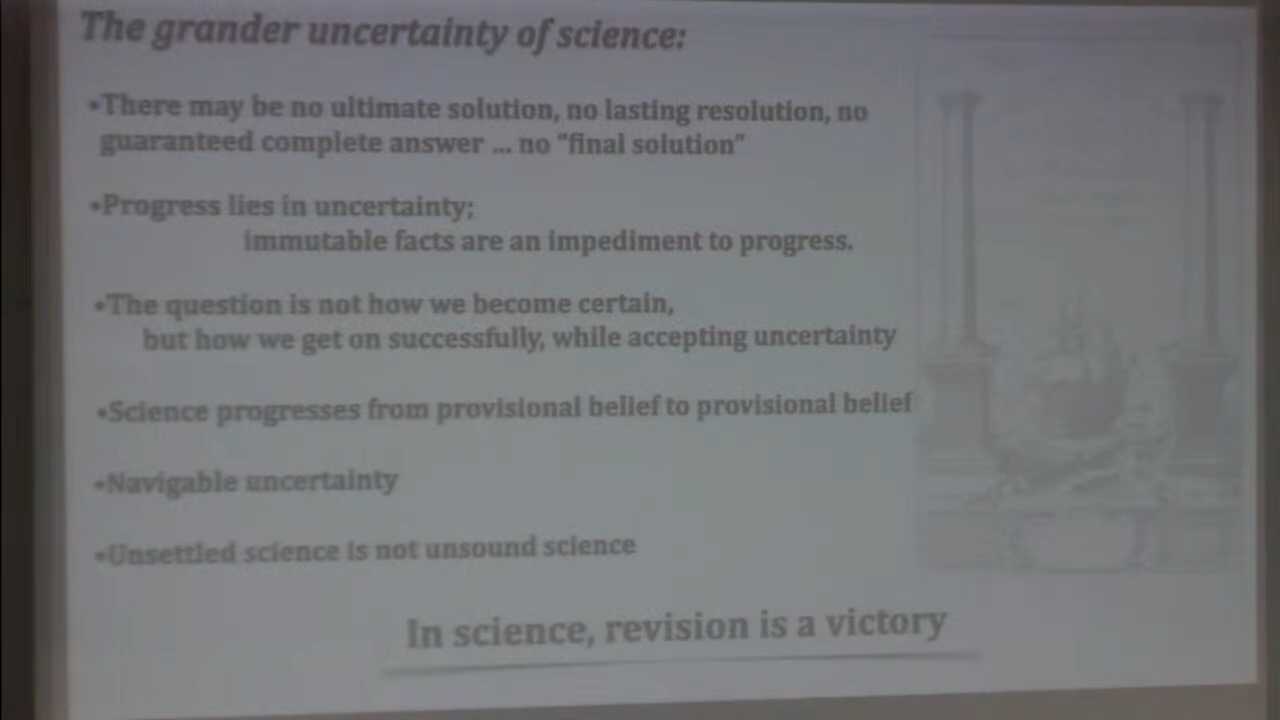 The grander uncertainty of science:
•There may be no ultimate solution, no lasting resolution, no
guaranteed complete answer ... no "final solution"
•Progress lies in uncertainty;
immutable facts are an impediment to progress.
•The question is not how we become certain,
but how we get on successfully, while accepting uncertainty
•Science progresses from provisional belief to provisional belief
•Navigable uncertainty
•Unsettled science is not unsound science
In science, revision is a victory